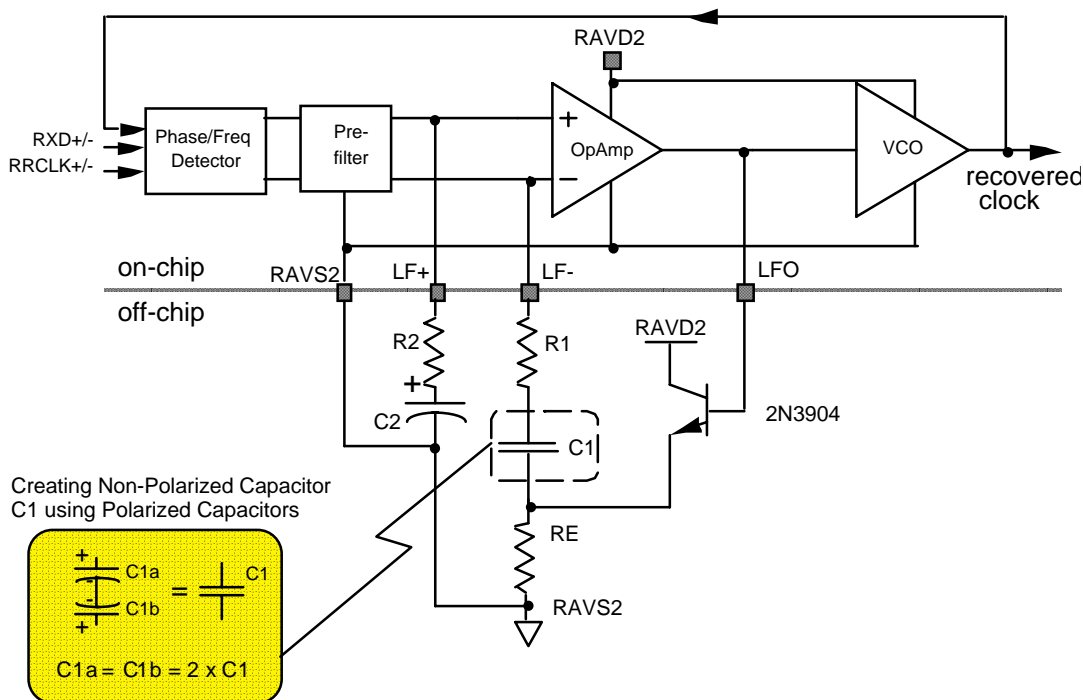 RAVD2
RXD+/-
RRCLK+/-
Phase/Freq
Detector
Pre-
filter
+
−
OpAmp
VCO
recovered
clock
on-chip
RAVS2
LF+
LF-
LFO
off-chip
R2
R1
RAVD2
+
C2
C1
2N3904
Creating Non-Polarized Capacitor
C1 using Polarized Capacitors
RE
RAVS2
+
C1a
-
-
C1b
+
=
C1
C1a = C1b = 2 x C1